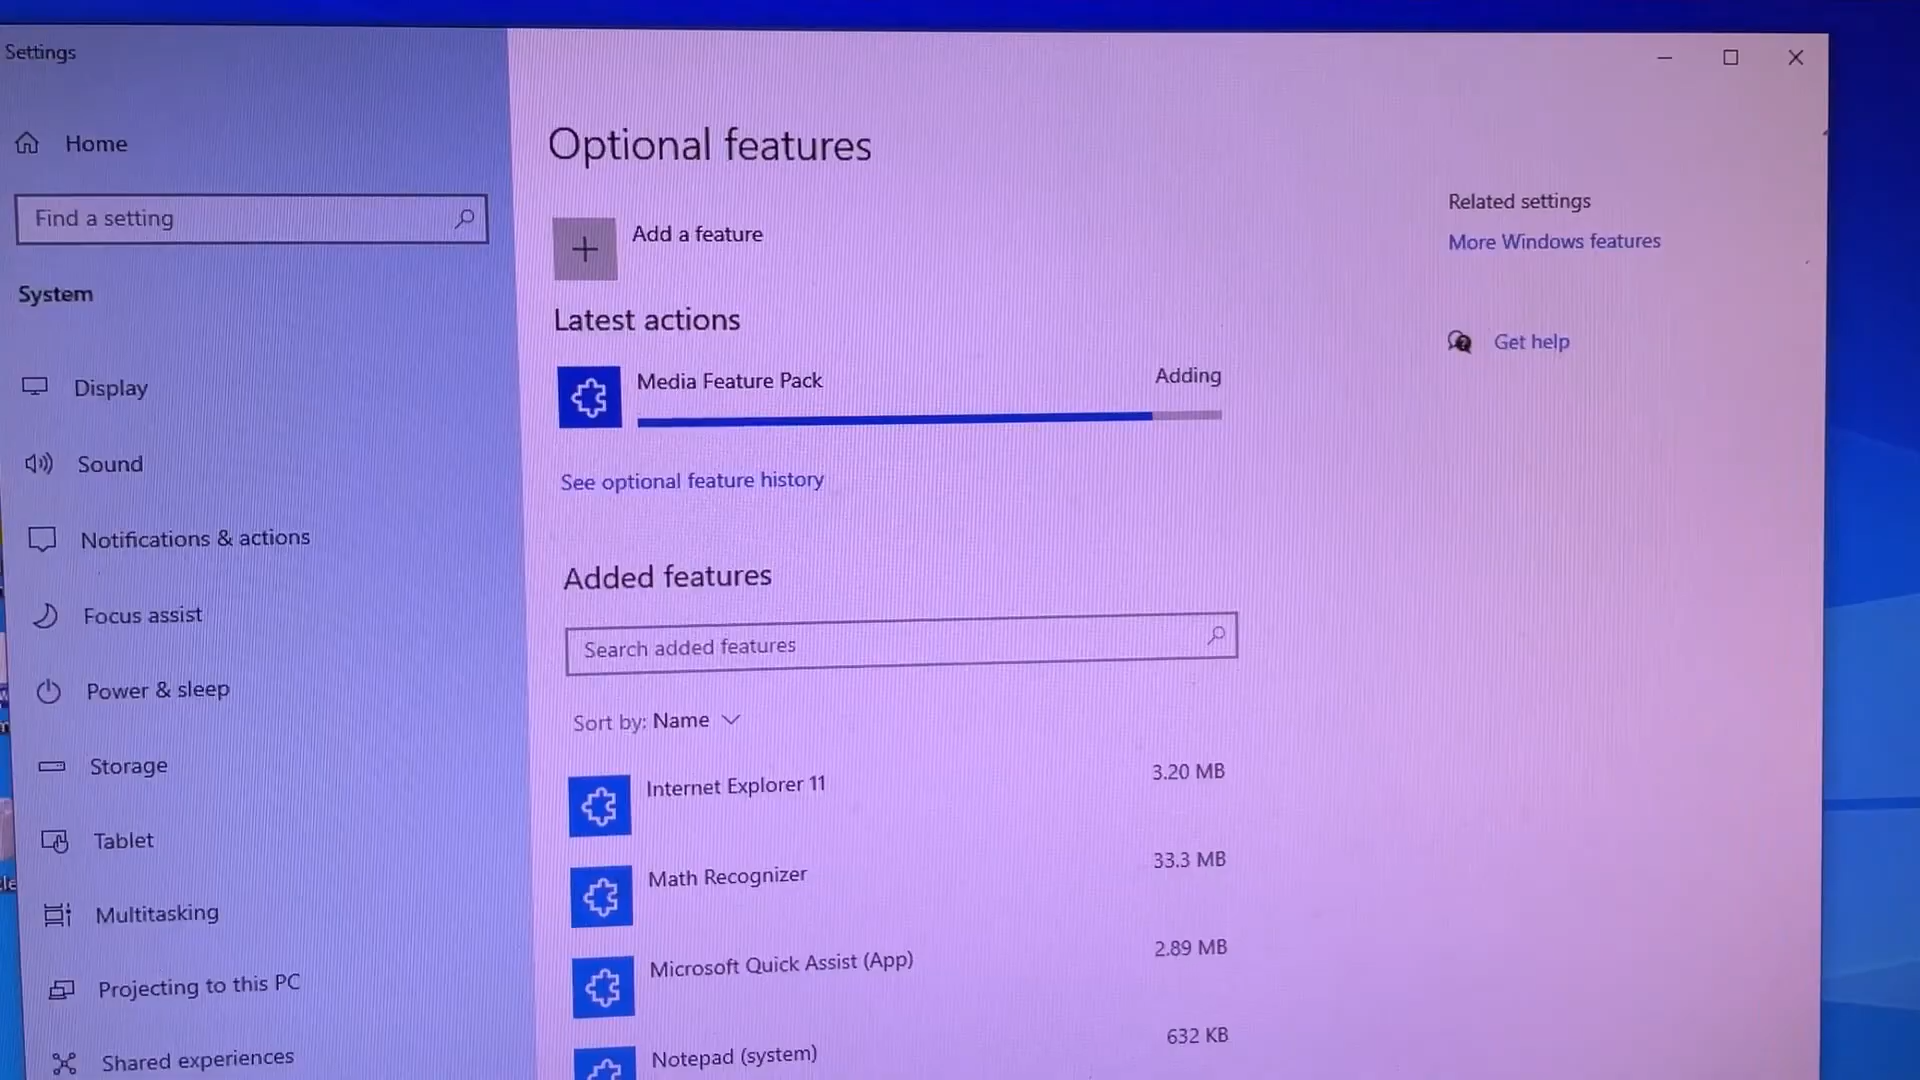 Settings
Home
Find a setting
System
Display
Sound
Notifications & actions
Focus assist
Power & sleep
Storage
Tablet
Multitasking
Projecting to this PC
Shared experiences
Optional features
Add a feature
Latest actions
Media Feature Pack
Adding
See optional feature history
Added features
Search added features
Sort by: Name
Internet Explorer 11
3.20 MB
Math Recognizer
33.3 MB
Microsoft Quick Assist (App)
2.89 MB
Notepad (system)
632 KB
Related settings
More Windows features
Get help